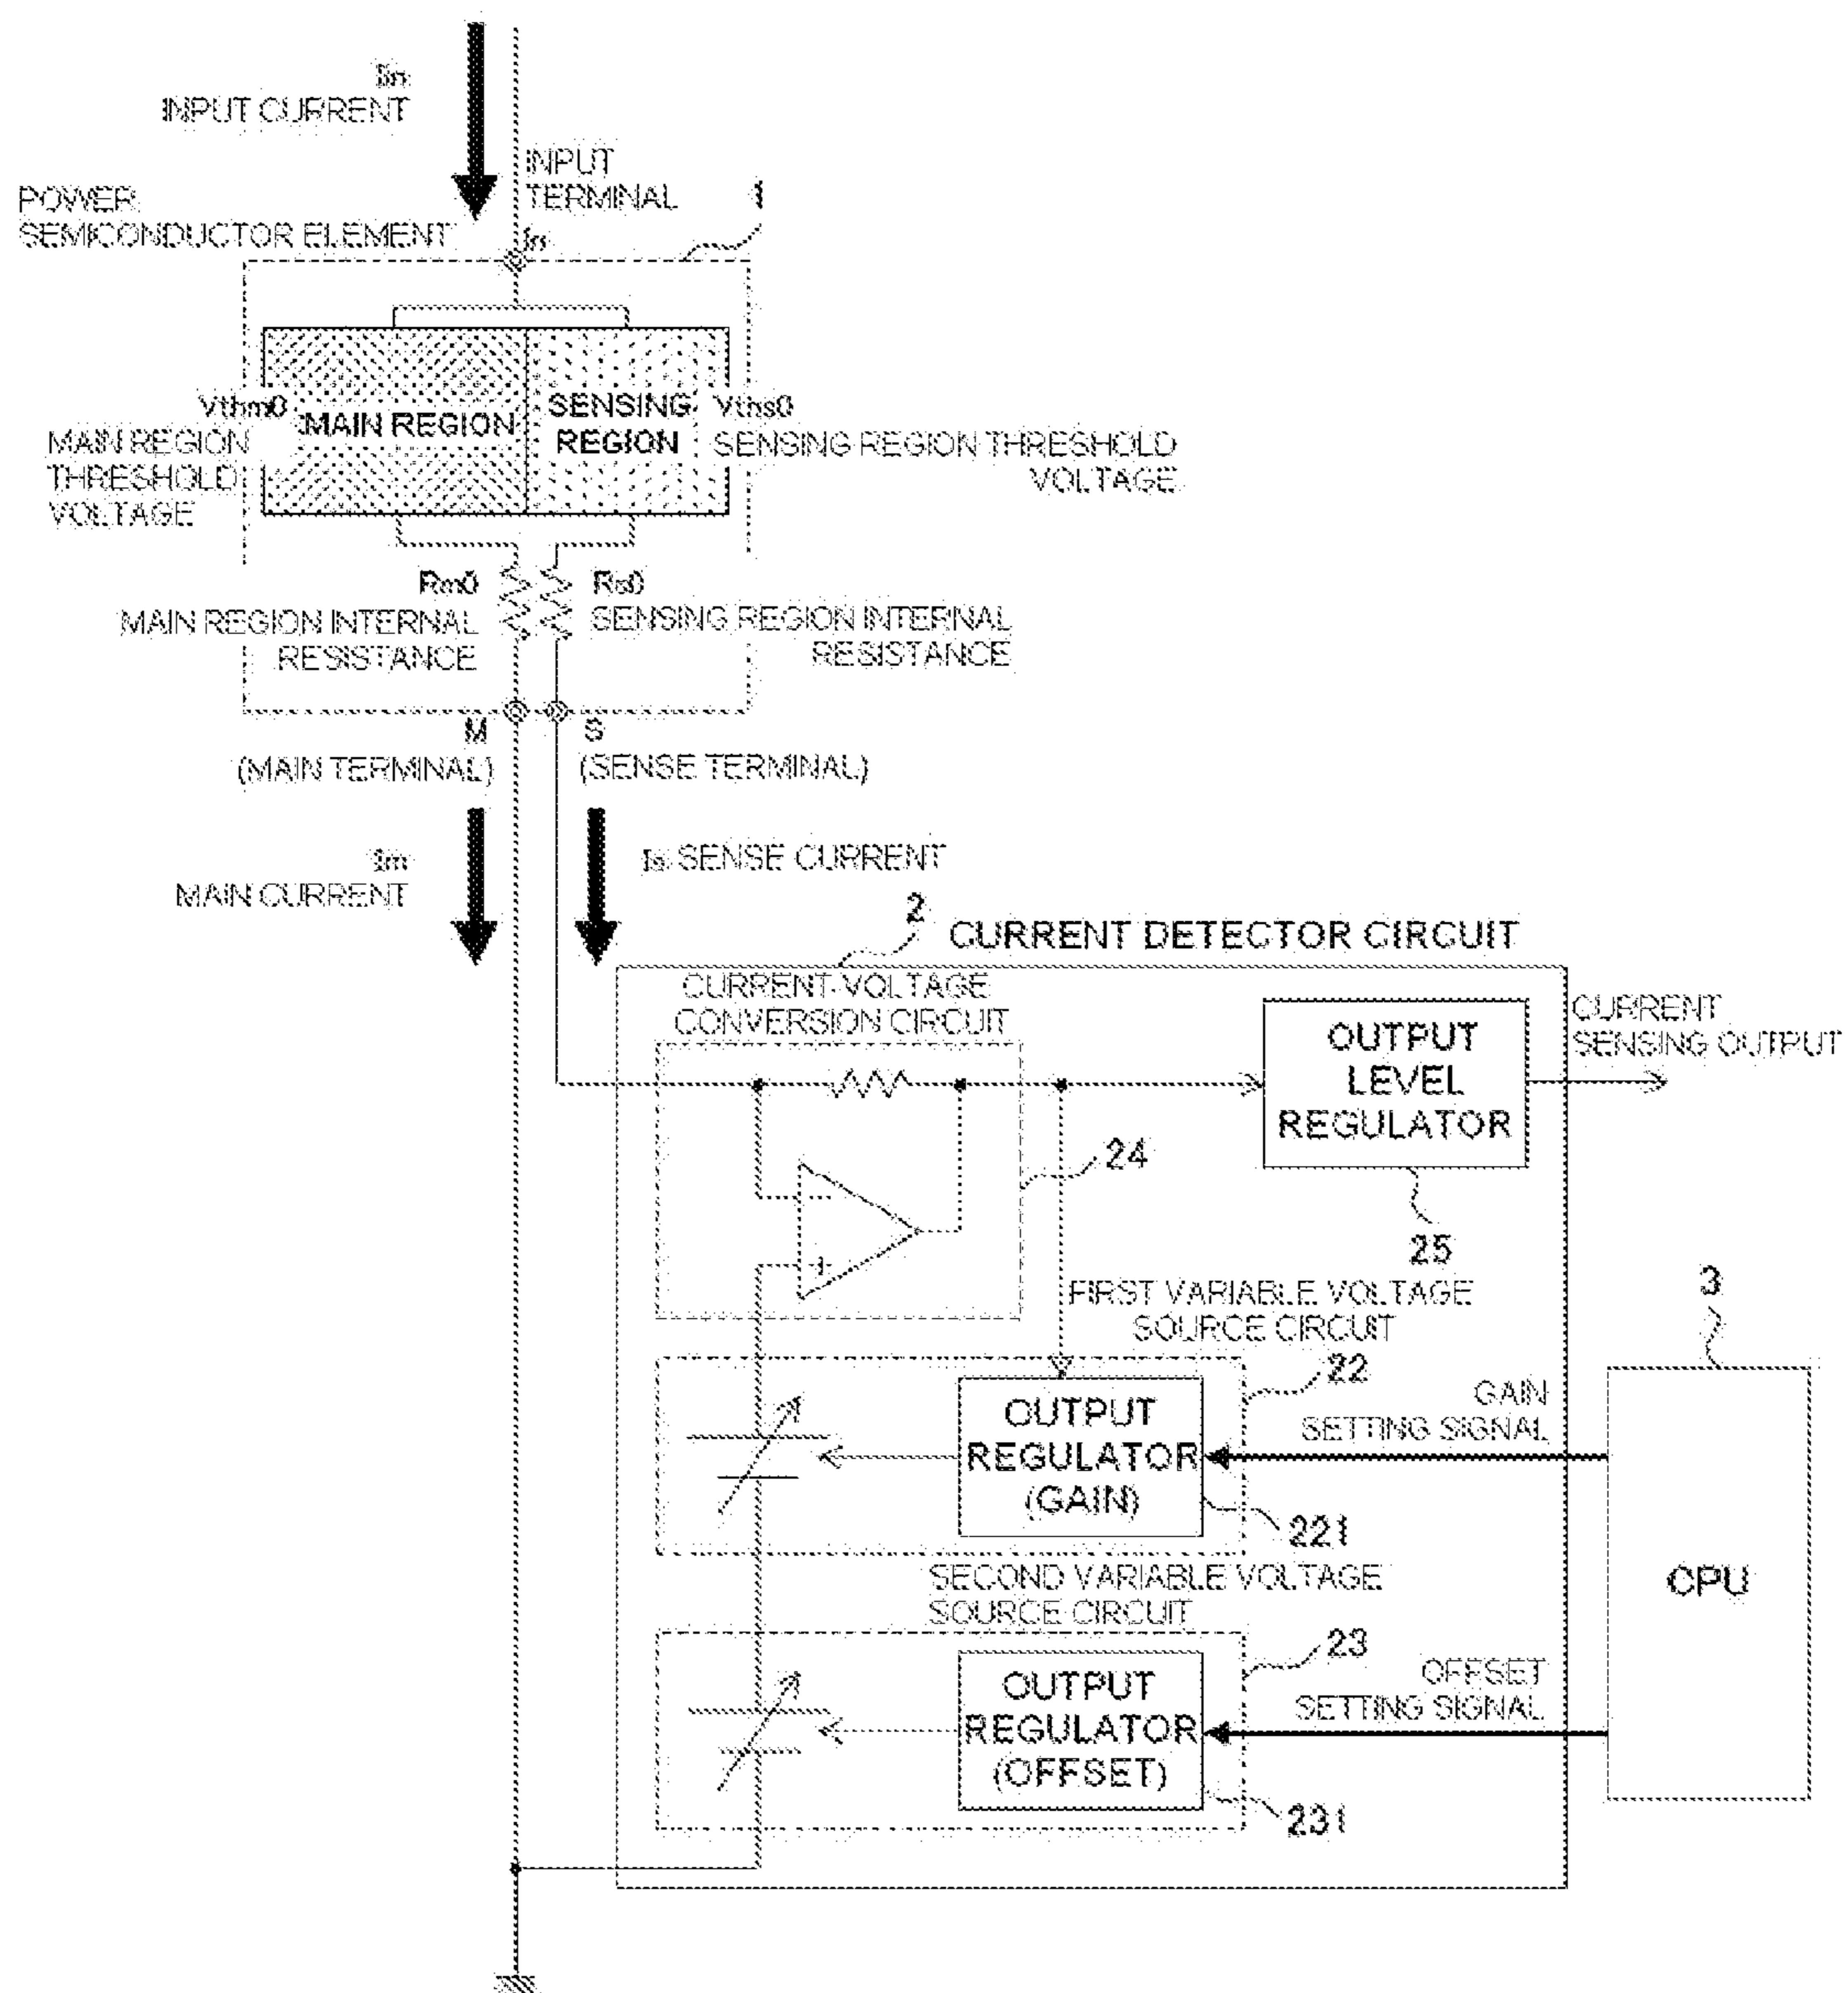 Iin
INPUT CURRENT
INPUT
TERMINAL
POWER
SEMICONDUCTOR ELEMENT
In
1
Vthm0
MAIN REGION
THRESHOLD
VOLTAGE
MAIN REGION
SENSING
REGION
Vths0
SENSING REGION THRESHOLD
VOLTAGE
Rm0
MAIN REGION INTERNAL
RESISTANCE
Rs0
SENSING REGION INTERNAL
RESISTANCE
M
(MAIN TERMINAL)
S
(SENSE TERMINAL)
Im
MAIN CURRENT
Is SENSE CURRENT
2
CURRENT DETECTOR CIRCUIT
CURRENT-VOLTAGE
CONVERSION CIRCUIT
OUTPUT
LEVEL
REGULATOR
CURRENT
SENSING OUTPUT
24
25
-
+
FIRST VARIABLE VOLTAGE
SOURCE CIRCUIT
22
3
OUTPUT
REGULATOR
(GAIN)
GAIN
SETTING SIGNAL
221
SECOND VARIABLE VOLTAGE
SOURCE CIRCUIT
CPU
23
OUTPUT
REGULATOR
(OFFSET)
OFFSET
SETTING SIGNAL
231